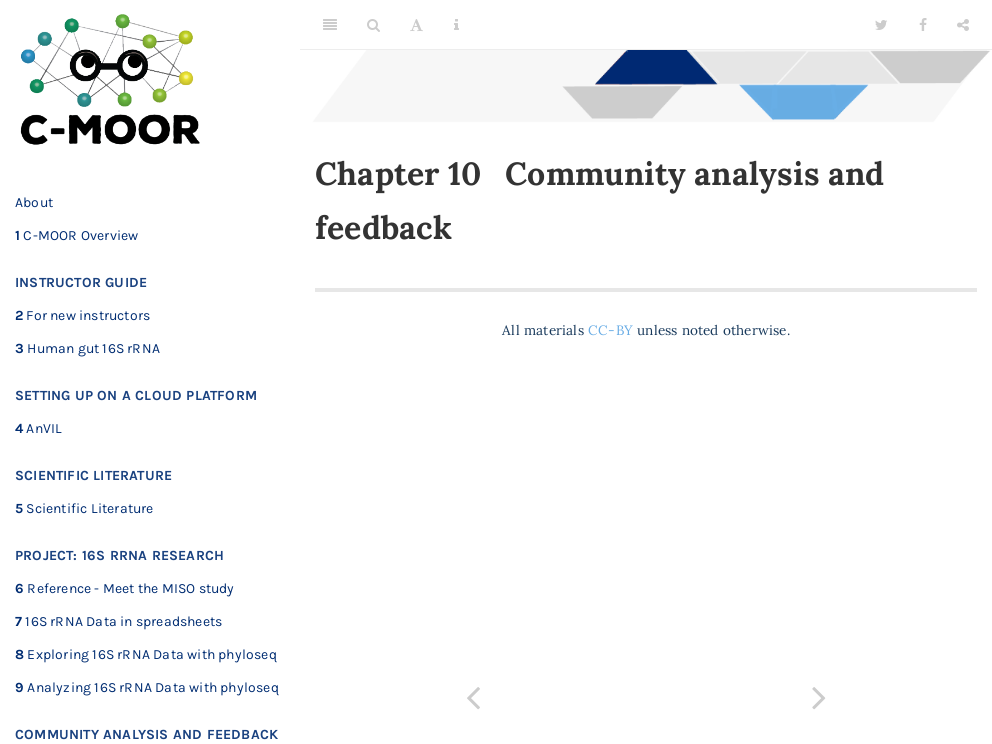 C-MOOR
About
1 C-MOOR Overview
INSTRUCTOR GUIDE
2 For new instructors
3 Human gut 16S rRNA
SETTING UP ON A CLOUD PLATFORM
4 AnVIL
SCIENTIFIC LITERATURE
5 Scientific Literature
PROJECT: 16S RRNA RESEARCH
6 Reference - Meet the MISO study
7 16S rRNA Data in spreadsheets
8 Exploring 16S rRNA Data with phyloseq
9 Analyzing 16S rRNA Data with phyloseq
COMMUNITY ANALYSIS AND FEEDBACK
Chapter 10 Community analysis and
feedback
All materials CC-BY unless noted otherwise.